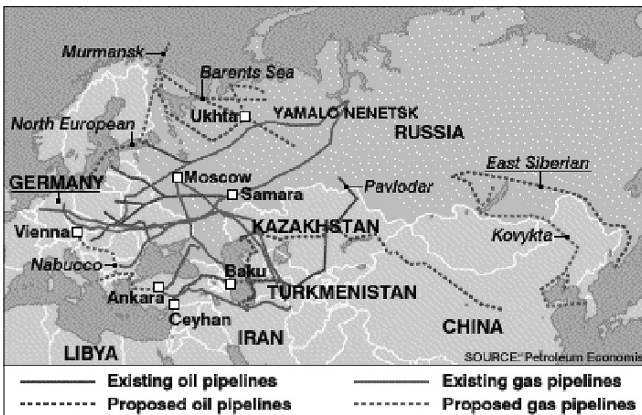 Murmansk
Barents Sea
Ukhta
YAMALO NENETSK
North European
RUSSIA
East Siberian
GERMANY
Moscow
Pavlodar
Samara
Vienna
KAZAKHSTAN
Kovykta
Nabucco
Baku
Ankara
TURKMENISTAN
Ceyhan
CHINA
IRAN
LIBYA
SOURCE: Petroleum Economis
Existing oil pipelines
Existing gas pipelines
Proposed oil pipelines
Proposed gas pipelines